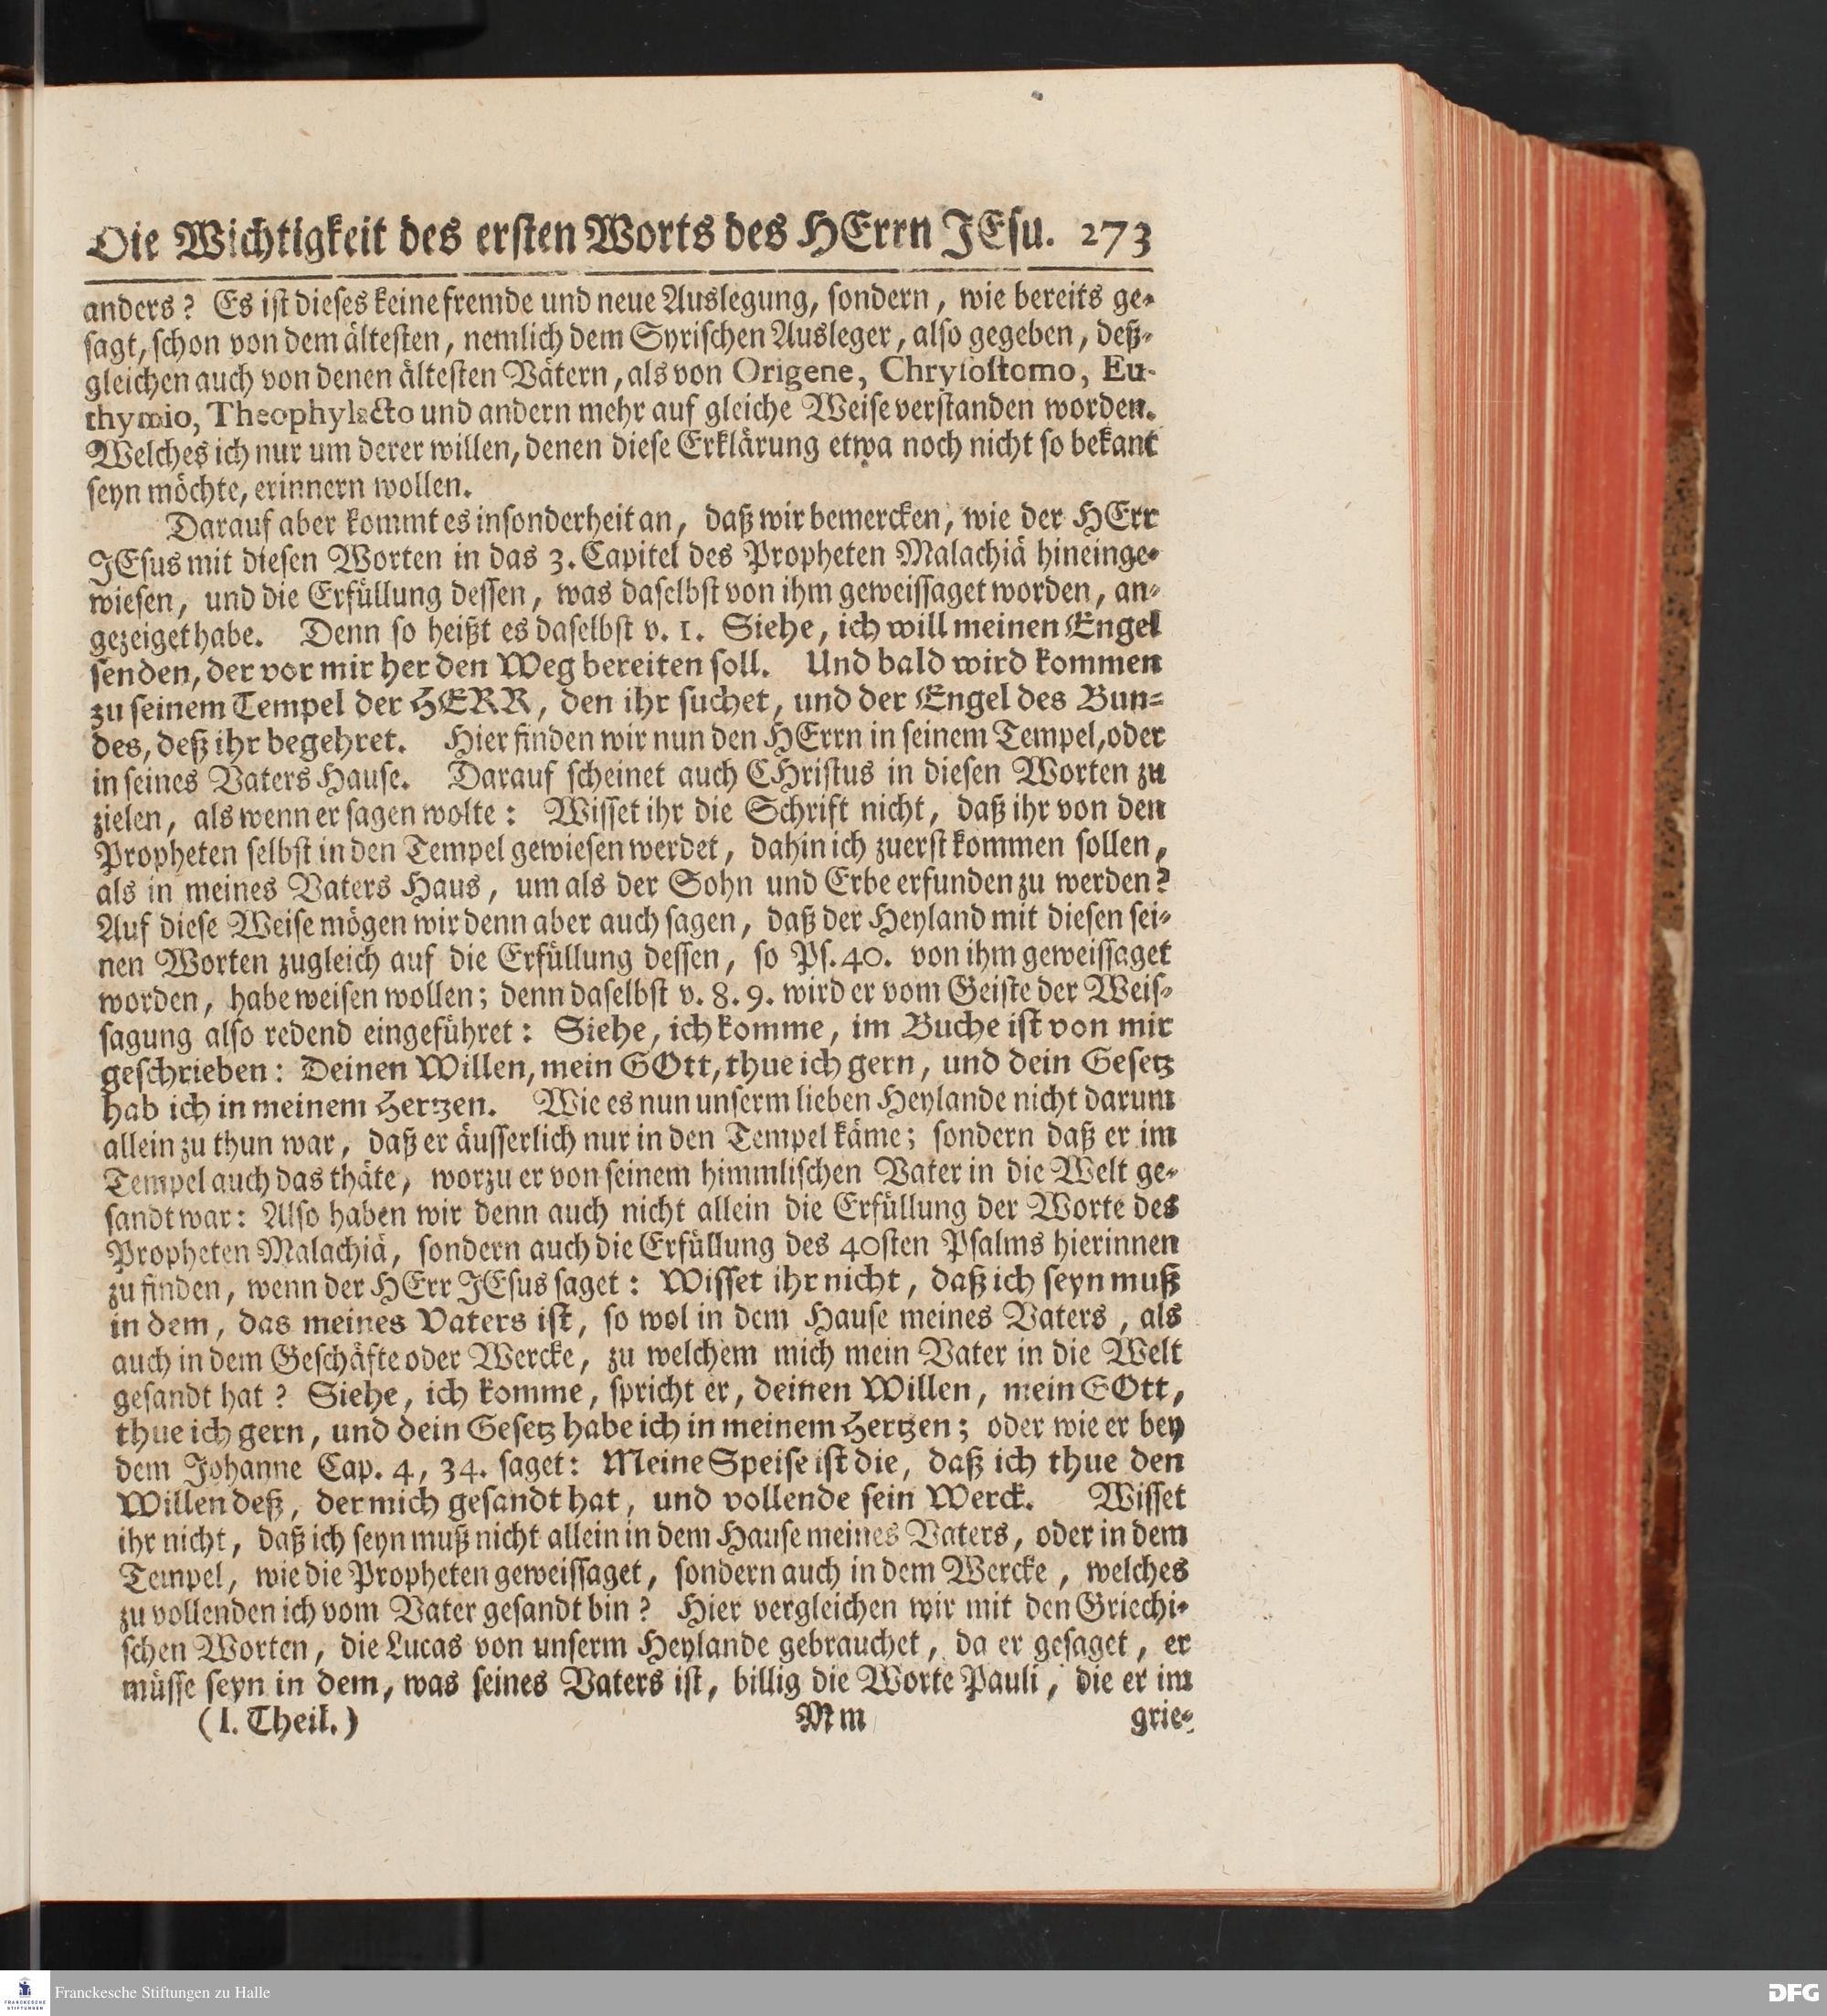 Die Wichtigkeit des ersten Worts des HErrn JEsu. 273
anders? Es ist dieses keine fremde und neue Auslegung, sondern, wie bereits ge-
sagt, schon von dem ältesten, nemlich dem Syrischen Ausleger, also gegeben, deß-
gleichen auch von denen ältesten Vätern, als von Origene, Chrysostomo, Eu-
thymio, Theophylacto und andern mehr auf gleiche Weise verstanden worden.
Welches ich nur um derer willen, denen diese Erklärung etwa noch nicht so bekant
seyn möchte, erinnern wollen.
Darauf aber kommt es insonderheit an, daß wir bemercken, wie der HErr
JEsus mit diesen Worten in das 3. Capitel des Propheten Malachiä hineinge-
wiesen, und die Erfüllung dessen, was daselbst von ihm geweissaget worden, an-
gezeiget habe. Denn so heißt es daselbst v. 1. Siehe, ich will meinen Engel
senden, der vor mir her den Weg bereiten soll. Und bald wird kommen
zu seinem Tempel der HERR, den ihr suchet, und der Engel des Bun-
des, deß ihr begehret. Hier finden wir nun den HErrn in seinem Tempel, oder
in seines Vaters Hause. Darauf scheinet auch CHristus in diesen Worten zu
zielen, als wenn er sagen wolte: Wisset ihr die Schrift nicht, daß ihr von den
Propheten selbst in den Tempel gewiesen werdet, dahin ich zuerst kommen sollen,
als in meines Vaters Haus, um als der Sohn und Erbe erfunden zu werden?
Auf diese Weise mögen wir denn aber auch sagen, daß der Heyland mit diesen sei-
nen Worten zugleich auf die Erfüllung dessen, so Ps. 40. von ihm geweissaget
worden, habe weisen wollen; denn daselbst v. 8. 9. wird er vom Geiste der Weis-
sagung also redend eingeführet: Siehe, ich komme, im Buche ist von mir
geschrieben: Deinen Willen, mein GOtt, thue ich gern, und dein Gesetz
hab ich in meinem Hertzen. Wie es nun unserm lieben Heylande nicht darum
allein zu thun war, daß er äusserlich nur in den Tempel käme; sondern daß er im
Tempel auch das thäte, worzu er von seinem himmlischen Vater in die Welt ge-
sandt war: Also haben wir denn auch nicht allein die Erfüllung der Worte des
Propheten Malachiä, sondern auch die Erfüllung des 40sten Psalms hierinnen
zu finden, wenn der HErr JEsus saget: Wisset ihr nicht, daß ich seyn muß
in dem, das meines Vaters ist, so wol in dem Hause meines Vaters, als
auch in dem Geschäfte oder Wercke, zu welchem mich mein Vater in die Welt
gesandt hat? Siehe, ich komme, spricht er, deinen Willen, mein GOtt,
thue ich gern, und dein Gesetz habe ich in meinem Hertzen; oder wie er bey
dem Johanne Cap. 4, 34. saget: Meine Speise ist die, daß ich thue den
Willen deß, der mich gesandt hat, und vollende sein Werck. Wisset
ihr nicht, daß ich seyn muß nicht allein in dem Hause meines Vaters, oder in dem
Tempel, wie die Propheten geweissaget, sondern auch in dem Wercke, welches
zu vollenden ich vom Vater gesandt bin? Hier vergleichen wir mit den Griechi-
schen Worten, die Lucas von unserm Heylande gebrauchet, da er gesaget, er
müsse seyn in dem, was seines Vaters ist, billig die Worte Pauli, die er im
(I. Theil.) Mm grie-
FRANCKESCHE STIFTUNGEN
Franckesche Stiftungen zu Halle
DFG